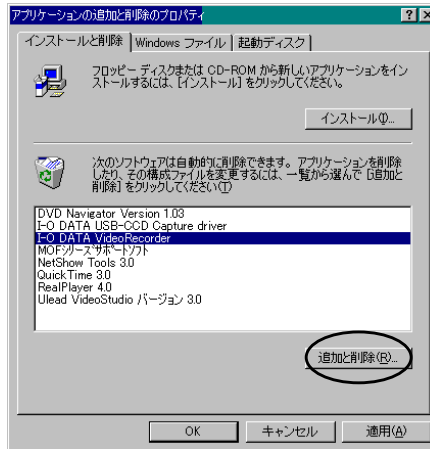 アプリケーションの追加と削除のプロパティ
インストールと削除 Windows ファイル 起動ディスク
フロッピー ディスクまたは CD-ROM から新しいアプリケーションをイン
ストールするには、[インストール] をクリックしてください。
インストール(I)...
次のソフトウェアは自動的に削除できます。アプリケーションを削除
したり、その構成ファイルを変更するには、一覧から選んで [追加と
削除] をクリックしてください(T)
DVD Navigator Version 1.03
I-O DATA USB-CCD Capture driver
I-O DATA VideoRecorder
MOFシリーズサポートソフト
NetShow Tools 3.0
QuickTime 3.0
RealPlayer 4.0
Ulead VideoStudio バージョン 3.0
追加と削除(R)...
OK キャンセル 適用(A)